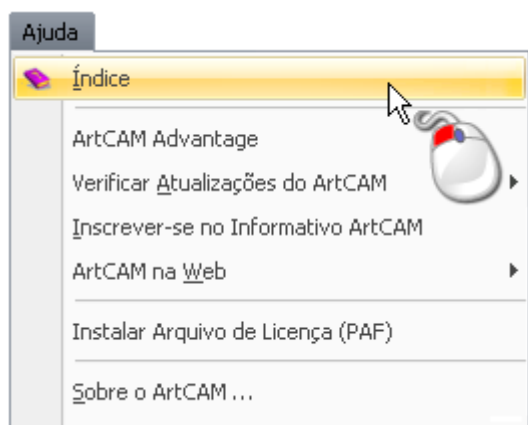 Ajuda
Índice
ArtCAM Advantage
Verificar Atualizações do ArtCAM
Inscrever-se no Informativo ArtCAM
ArtCAM na Web
Instalar Arquivo de Licença (PAF)
Sobre o ArtCAM ...